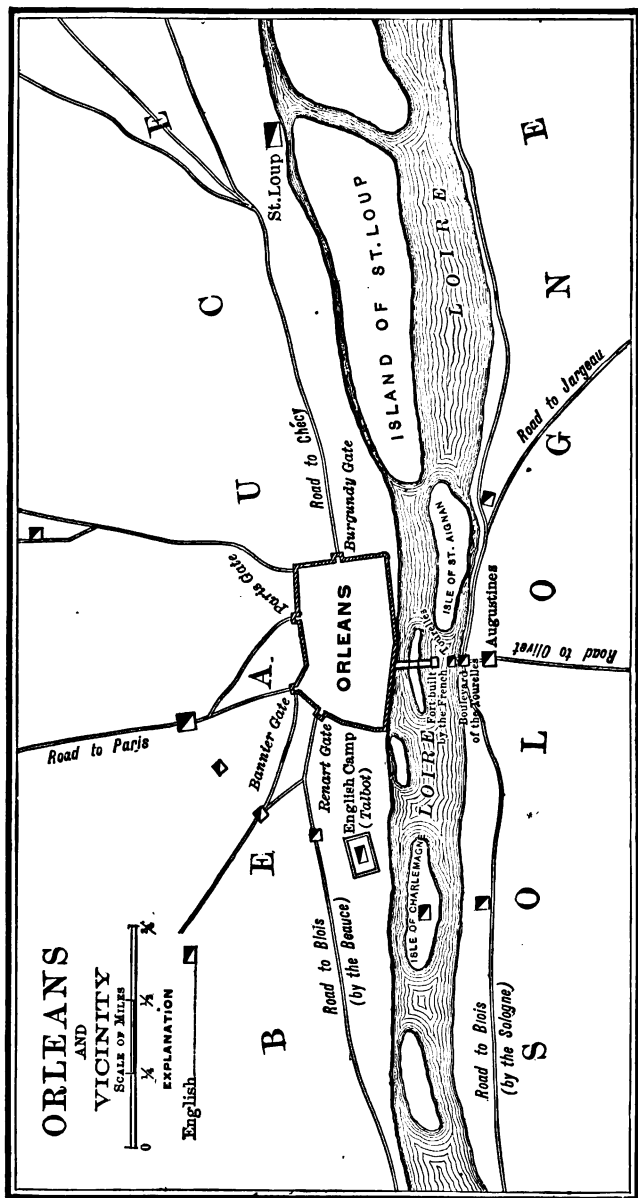 ORLEANS
AND
VICINITY
SCALE OF MILES
0 ¼ ½ ¾
EXPLANATION
English
BEAUCE
Road to Paris
Paris Gate
Bannier Gate
Renart Gate
English Camp
(Talbot)
Road to Blois
(by the Beauce)
ORLEANS
Burgundy Gate
Road to Chécy
St. Loup
ISLAND OF ST. LOUP
LOIRE
LOIRE
ISLE OF CHARLEMAGNE
ISLE OF ST. AIGNAN
Fort built
by the French
Tourelles
Boulevard
of the Tourelles
Augustines
Road to Olivet
Road to Jargeau
Road to Blois
(by the Sologne)
SOLOGNE